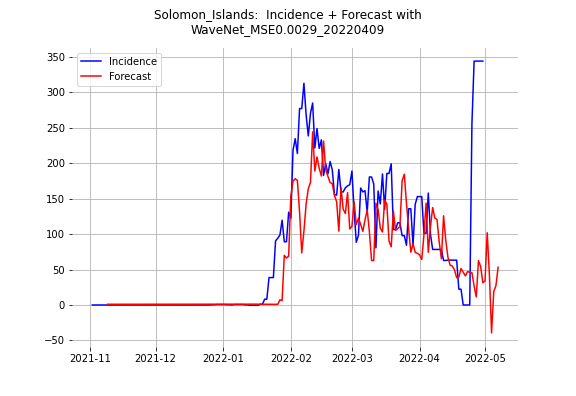 Solomon_Islands:  Incidence + Forecast with
WaveNet_MSE0.0029_20220409
350
300
250
200
150
100
50
0
−50
Incidence
Forecast
2021-11 2021-12 2022-01 2022-02 2022-03 2022-04 2022-05